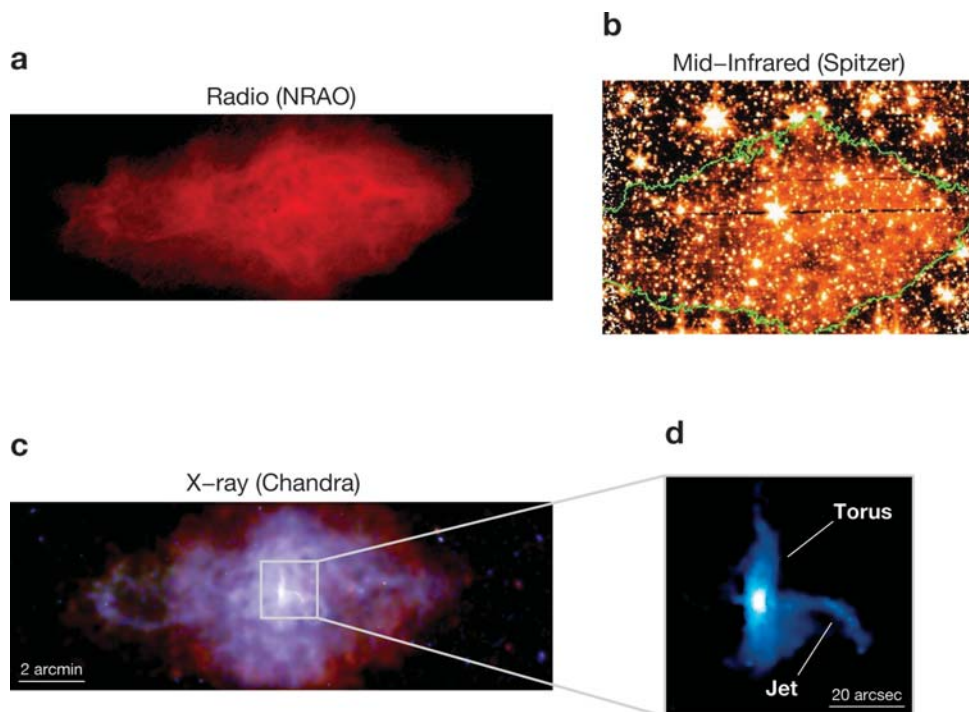 a
Radio (NRAO)
b
Mid–Infrared (Spitzer)
c
X–ray (Chandra)
2 arcmin
d
Torus
Jet
20 arcsec